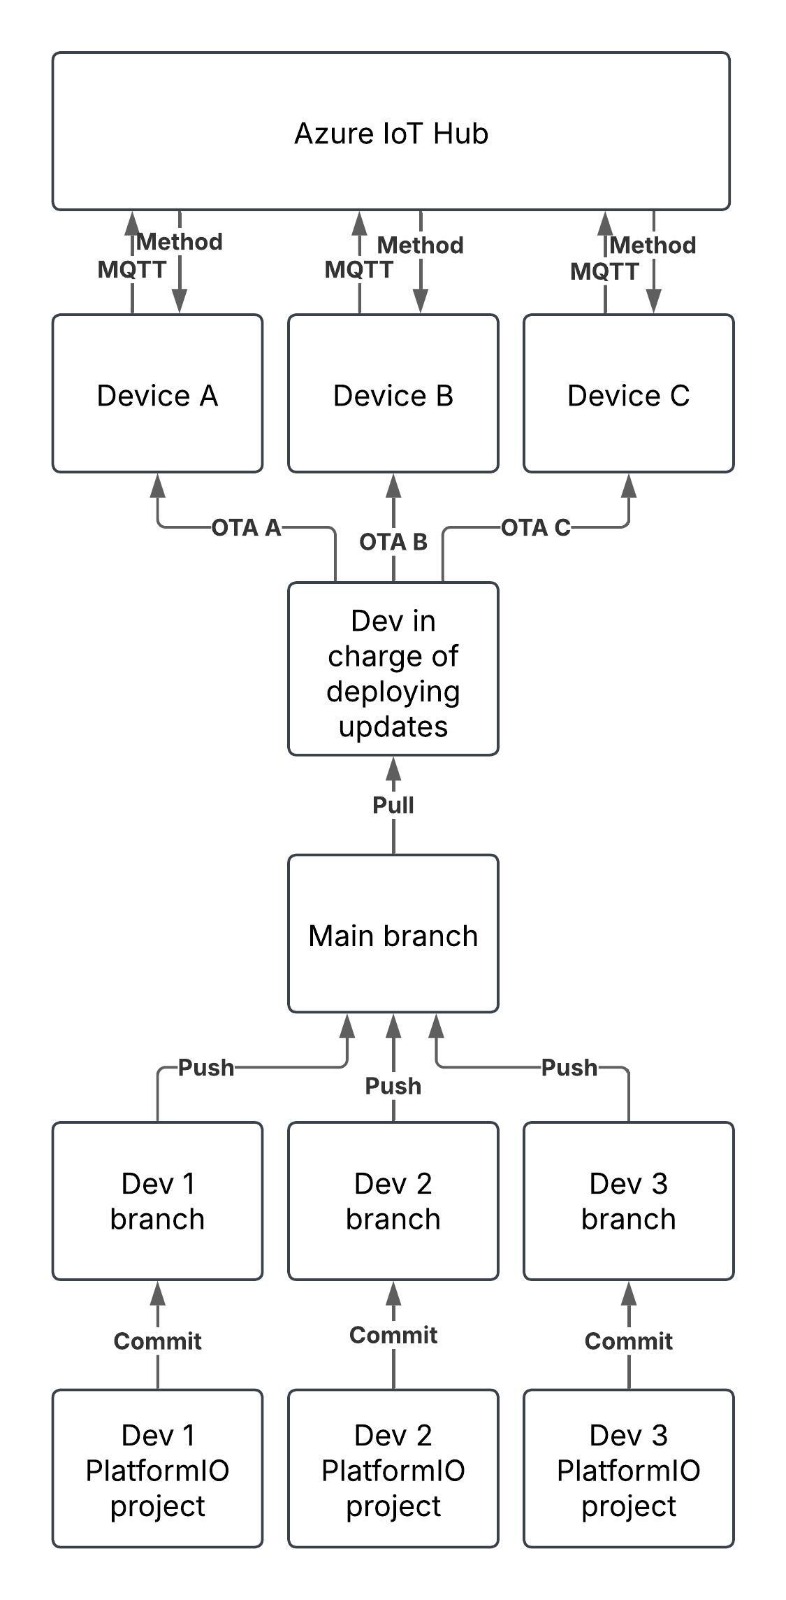 Azure IoT Hub
Method
MQTT
Method
MQTT
Method
MQTT
Device A
Device B
Device C
OTA A
OTA B
OTA C
Dev in
charge of
deploying
updates
Pull
Main branch
Push
Push
Push
Dev 1
branch
Dev 2
branch
Dev 3
branch
Commit
Commit
Commit
Dev 1
PlatformIO
project
Dev 2
PlatformIO
project
Dev 3
PlatformIO
project